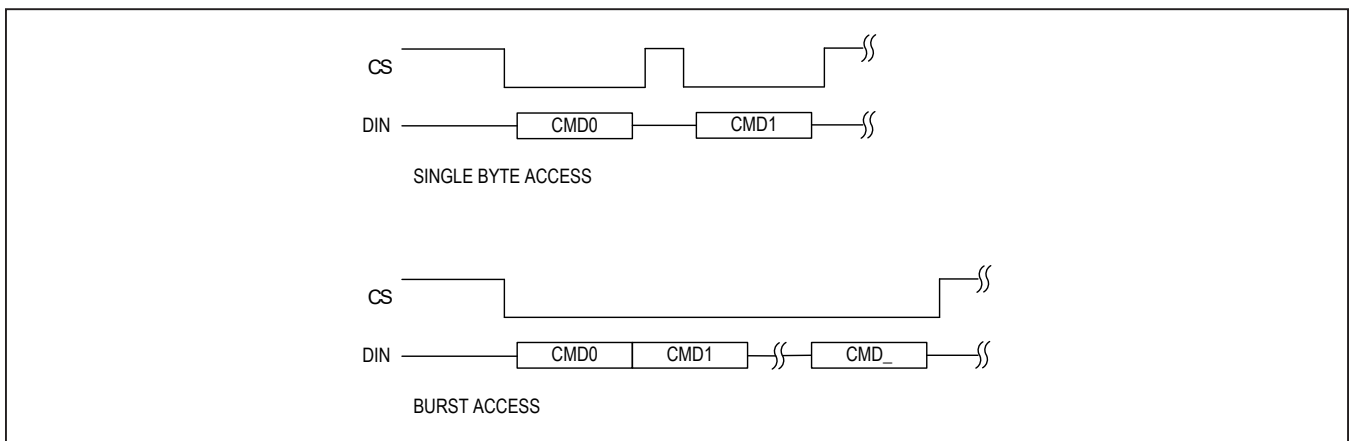 CS
DIN CMD0 CMD1
SINGLE BYTE ACCESS
CS
DIN CMD0 CMD1 CMD_
BURST ACCESS